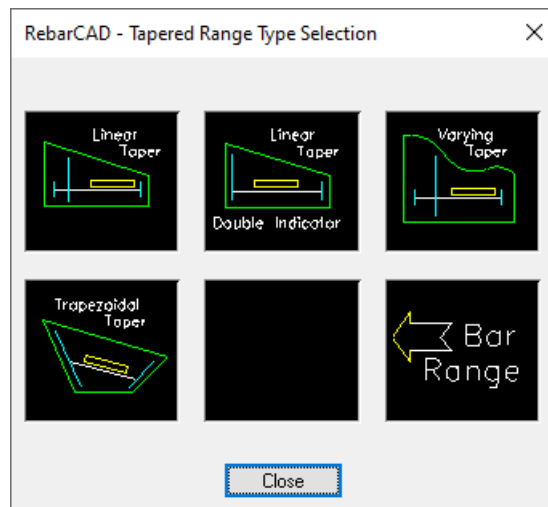 RebarCAD - Tapered Range Type Selection
Linear
Taper
Linear
Taper
Double Indicator
Varying
Taper
Trapezoidal
Taper
Bar
Range
Close